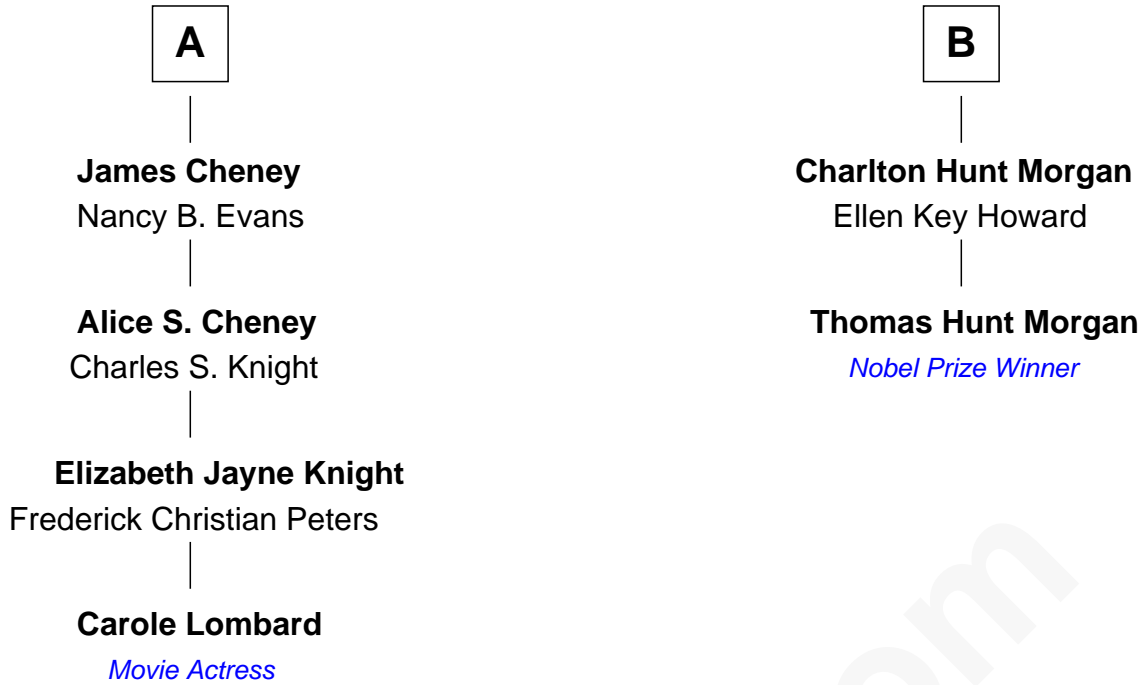 A
James Cheney
Nancy B. Evans
Alice S. Cheney
Charles S. Knight
Elizabeth Jayne Knight
Frederick Christian Peters
Carole Lombard
Movie Actress
B
Charlton Hunt Morgan
Ellen Key Howard
Thomas Hunt Morgan
Nobel Prize Winner
om